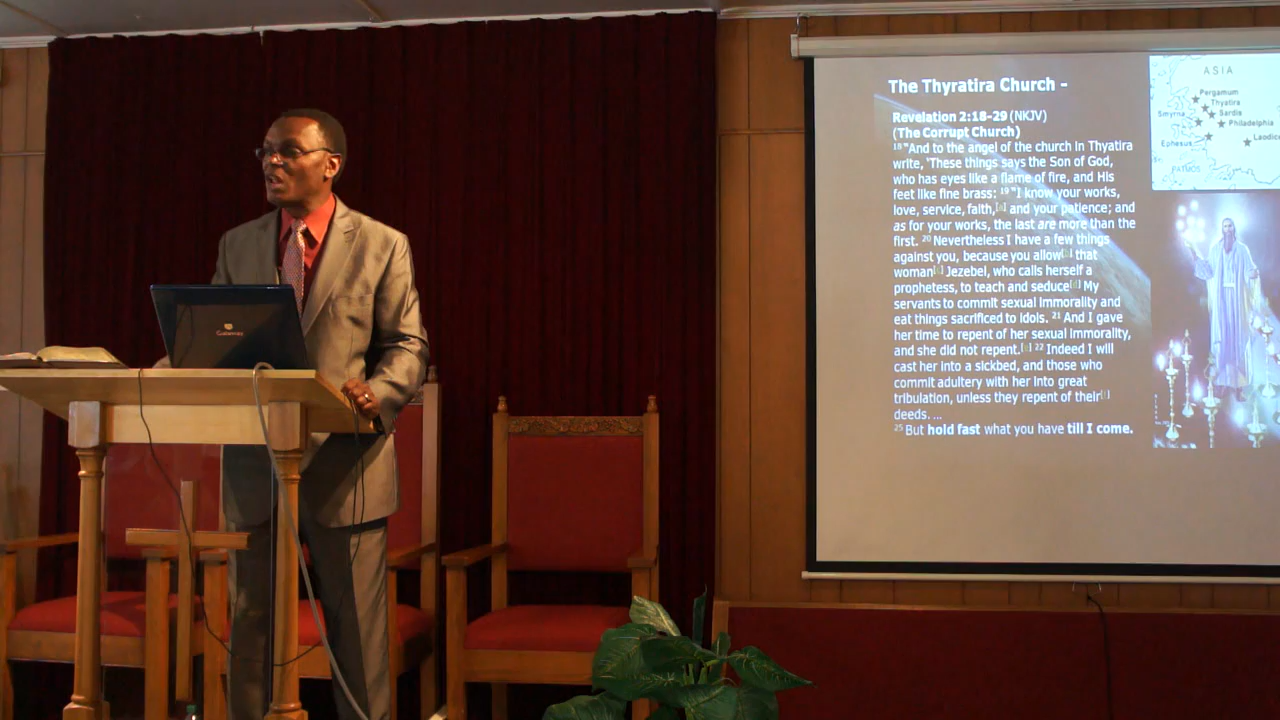 The Thyratira Church –
Revelation 2:18-29 (NKJV)
(The Corrupt Church)
18 "And to the angel of the church in Thyatira
write, 'These things says the Son of God,
who has eyes like a flame of fire, and His
feet like fine brass: 19 "I know your works,
love, service, faith,[a] and your patience; and
as for your works, the last are more than the
first. 20 Nevertheless I have a few things
against you, because you allow[] that
woman[] Jezebel, who calls herself a
prophetess, to teach and seduce[d] My
servants to commit sexual immorality and
eat things sacrificed to idols. 21 And I gave
her time to repent of her sexual immorality,
and she did not repent.[] 22 Indeed I will
cast her into a sickbed, and those who
commit adultery with her into great
tribulation, unless they repent of their[f]
deeds. ...
25 But hold fast what you have till I come.
ASIA
Pergamum
Thyatira
Smyrna
Sardis
Philadelphia
Ephesus
Laodice
PATMOS
Gateway